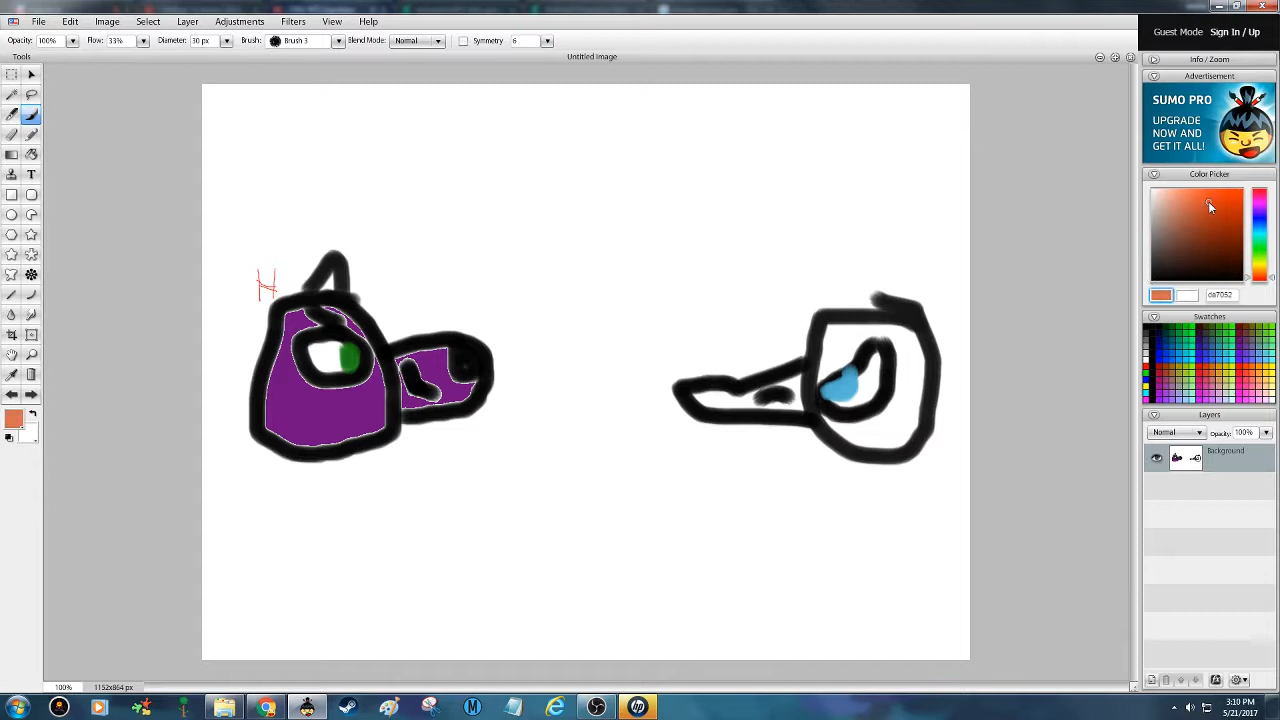 File Edit Image Select Layer Adjustments Filters View Help
Guest Mode Sign In / Up
Opacity: 100% Flow: 33% Diameter: 30 px Brush: Brush 3 Blend Mode: Normal Symmetry 6
Tools
Untitled Image
Info / Zoom
Advertisement
SUMO PRO
UPGRADE
NOW AND
GET IT ALL!
Color Picker
da7052
Swatches
Layers
Normal Opacity: 100%
Background
H
100% 1152x864 px
3:10 PM
5/21/2017